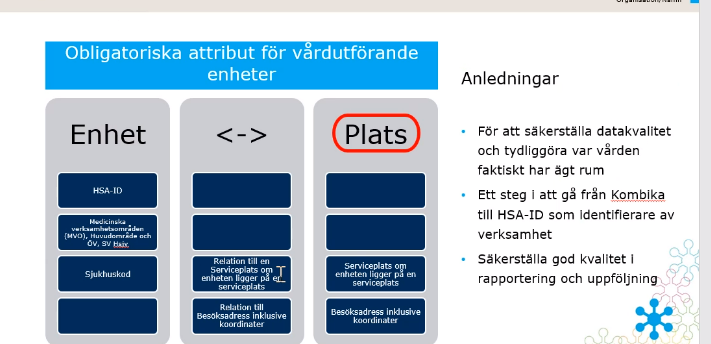 Organisation/Namn
Obligatoriska attribut för vårdutförande
enheter
Enhet
<->
Plats
HSA-ID
Medicinska
verksamhetsområden
(MVO), Huvudområde och
ÖV, SV Hsiv
Sjukhuskod
Relation till en
Serviceplats om
enheten ligger på en
serviceplats
Relation till
Besöksadress inklusive
koordinater
Serviceplats om
enheten ligger på en
serviceplats
Besöksadress inklusive
koordinater
Anledningar
• För att säkerställa datakvalitet
och tydliggöra var vården
faktiskt har ägt rum
• Ett steg i att gå från Kombika
till HSA-ID som identifierare av
verksamhet
• Säkerställa god kvalitet i
rapportering och uppföljning